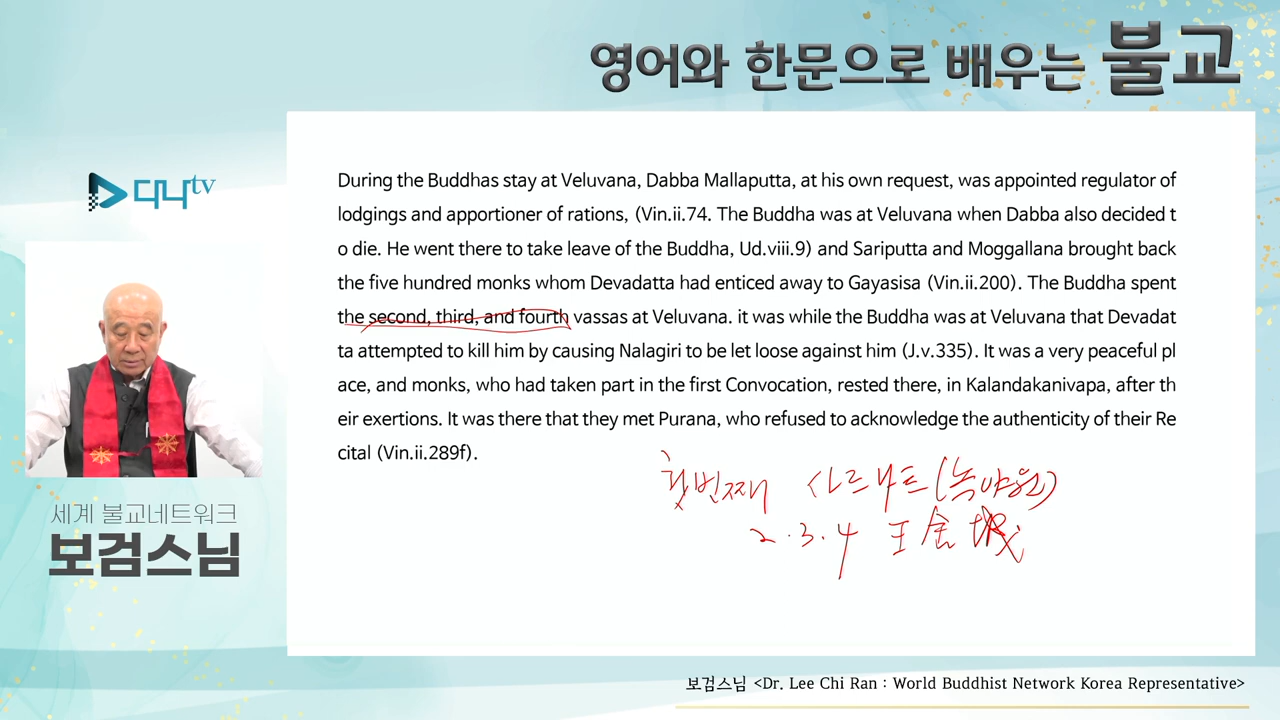 영어와 한문으로 배우는 불교
디나tv
During the Buddhas stay at Veluvana, Dabba Mallaputta, at his own request, was appointed regulator of
lodgings and apportioner of rations, (Vin.ii.74. The Buddha was at Veluvana when Dabba also decided t
o die. He went there to take leave of the Buddha, Ud.viii.9) and Sariputta and Moggallana brought back
the five hundred monks whom Devadatta had enticed away to Gayasisa (Vin.ii.200). The Buddha spent
the second, third, and fourth vassas at Veluvana. it was while the Buddha was at Veluvana that Devadat
ta attempted to kill him by causing Nalagiri to be let loose against him (J.v.335). It was a very peaceful pl
ace, and monks, who had taken part in the first Convocation, rested there, in Kalandakanivapa, after th
eir exertions. It was there that they met Purana, who refused to acknowledge the authenticity of their Re
cital (Vin.ii.289f).
첫번째 사르나트(녹야원)
2.3.4 王舍城
세계 불교네트워크
보검스님
보검스님 <Dr. Lee Chi Ran : World Buddhist Network Korea Representative>